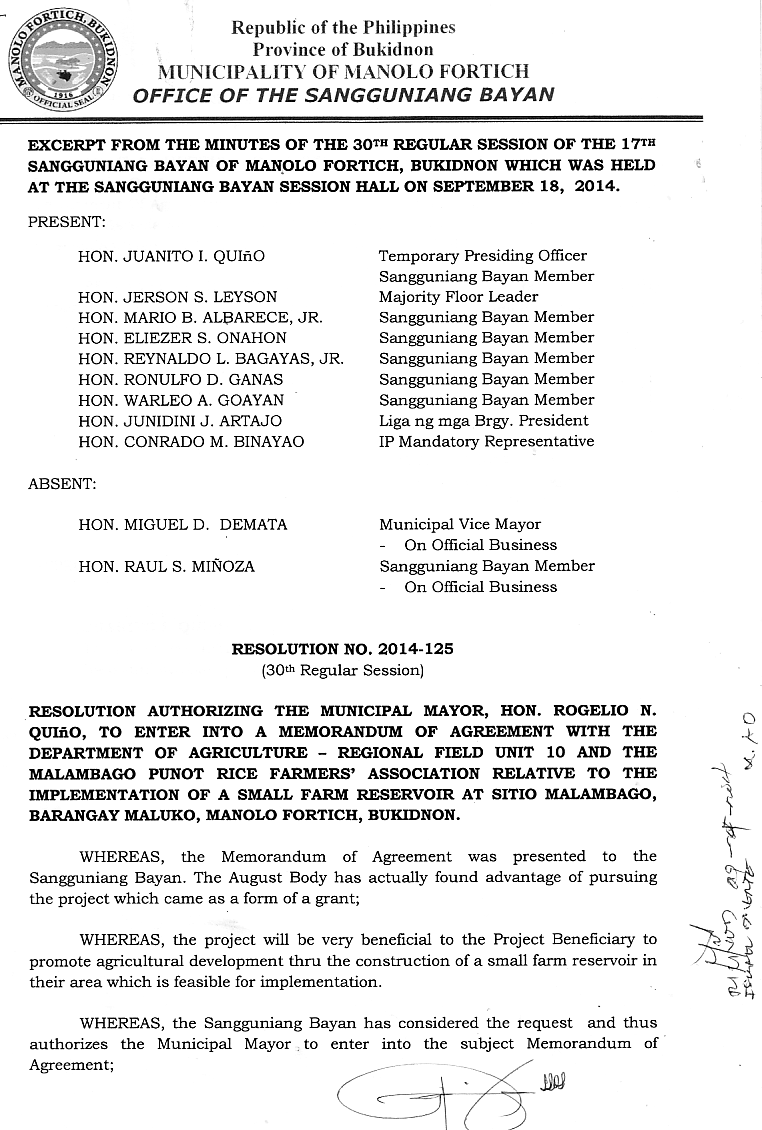 MANOLO FORTICH, BUKIDNON
1916
OFFICIAL SEAL
Republic of the Philippines
Province of Bukidnon
MUNICIPALITY OF MANOLO FORTICH
OFFICE OF THE SANGGUNIANG BAYAN
EXCERPT FROM THE MINUTES OF THE 30TH REGULAR SESSION OF THE 17TH
SANGGUNIANG BAYAN OF MANOLO FORTICH, BUKIDNON WHICH WAS HELD
AT THE SANGGUNIANG BAYAN SESSION HALL ON SEPTEMBER 18, 2014.
PRESENT:
HON. JUANITO I. QUIñO Temporary Presiding Officer
Sangguniang Bayan Member
HON. JERSON S. LEYSON Majority Floor Leader
HON. MARIO B. ALBARECE, JR. Sangguniang Bayan Member
HON. ELIEZER S. ONAHON Sangguniang Bayan Member
HON. REYNALDO L. BAGAYAS, JR. Sangguniang Bayan Member
HON. RONULFO D. GANAS Sangguniang Bayan Member
HON. WARLEO A. GOAYAN Sangguniang Bayan Member
HON. JUNIDINI J. ARTAJO Liga ng mga Brgy. President
HON. CONRADO M. BINAYAO IP Mandatory Representative
ABSENT:
HON. MIGUEL D. DEMATA Municipal Vice Mayor
- On Official Business
HON. RAUL S. MIÑOZA Sangguniang Bayan Member
- On Official Business
RESOLUTION NO. 2014-125
(30th Regular Session)
RESOLUTION AUTHORIZING THE MUNICIPAL MAYOR, HON. ROGELIO N.
QUIñO, TO ENTER INTO A MEMORANDUM OF AGREEMENT WITH THE
DEPARTMENT OF AGRICULTURE – REGIONAL FIELD UNIT 10 AND THE
MALAMBAGO PUNOT RICE FARMERS' ASSOCIATION RELATIVE TO THE
IMPLEMENTATION OF A SMALL FARM RESERVOIR AT SITIO MALAMBAGO,
BARANGAY MALUKO, MANOLO FORTICH, BUKIDNON.
WHEREAS, the Memorandum of Agreement was presented to the
Sangguniang Bayan. The August Body has actually found advantage of pursuing
the project which came as a form of a grant;
WHEREAS, the project will be very beneficial to the Project Beneficiary to
promote agricultural development thru the construction of a small farm reservoir in
their area which is feasible for implementation.
WHEREAS, the Sangguniang Bayan has considered the request and thus
authorizes the Municipal Mayor to enter into the subject Memorandum of
Agreement;